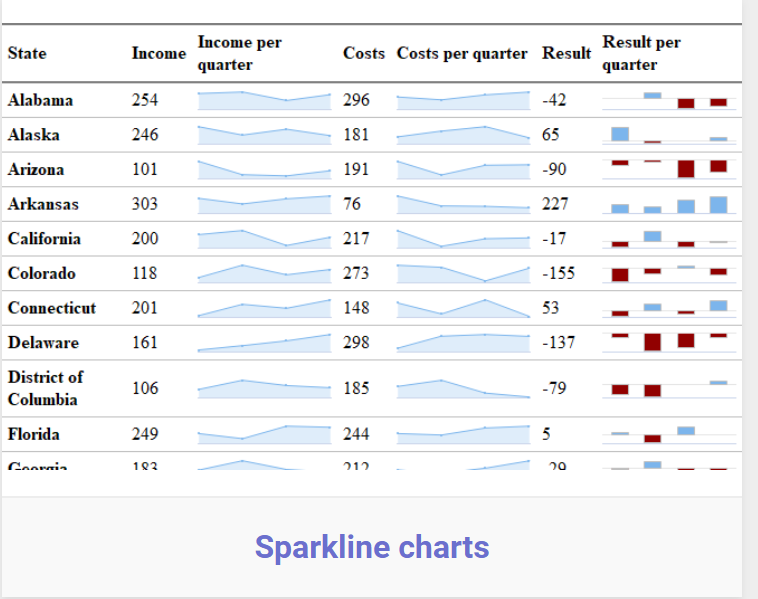 State Income Income per quarter Costs Costs per quarter Result Result per quarter
Alabama 254 296 -42
Alaska 246 181 65
Arizona 101 191 -90
Arkansas 303 76 227
California 200 217 -17
Colorado 118 273 -155
Connecticut 201 148 53
Delaware 161 298 -137
District of Columbia 106 185 -79
Florida 249 244 5
Georgia 183 212 -29
Sparkline charts